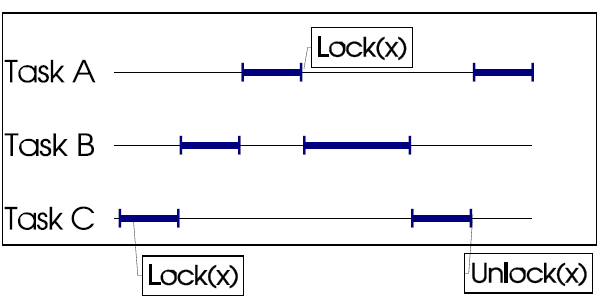 Lock(x)
Task A
Task B
Task C
Lock(x)
Unlock(x)